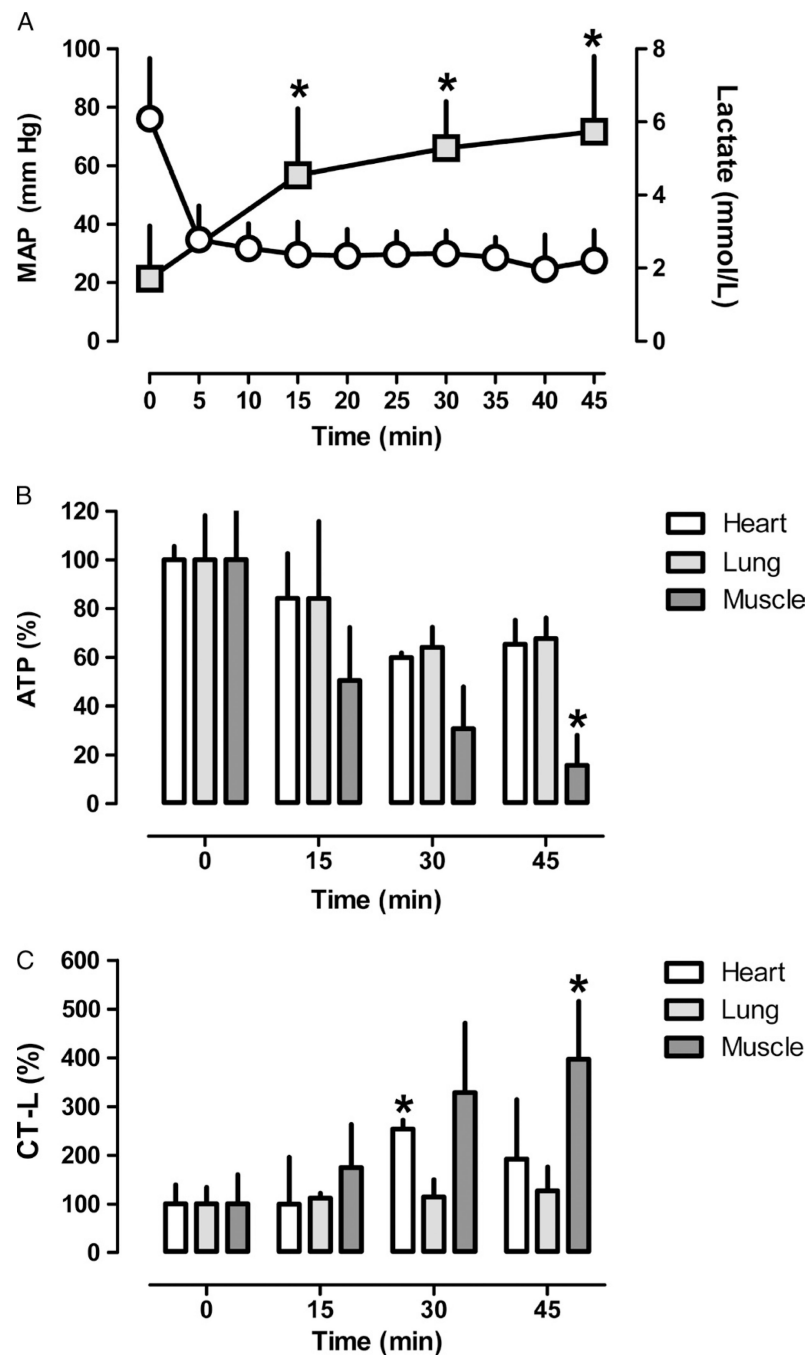 A
100
80
60
40
20
0
MAP (mm Hg)
* * *
8
6
4
2
0
Lactate (mmol/L)
0 5 10 15 20 25 30 35 40 45
Time (min)
B
120
100
80
60
40
20
0
ATP (%)
*
Heart
Lung
Muscle
0 15 30 45
Time (min)
C
600
500
400
300
200
100
0
CT-L (%)
* *
Heart
Lung
Muscle
0 15 30 45
Time (min)